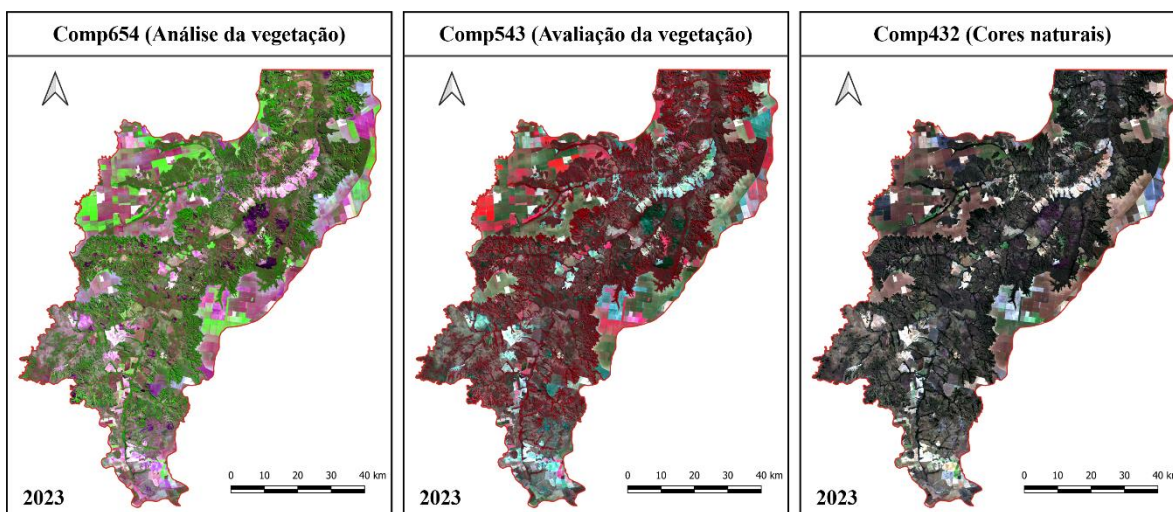 Comp654 (Análise da vegetação)
Comp543 (Avaliação da vegetação)
Comp432 (Cores naturais)
0 10 20 30 40 km
2023
0 10 20 30 40 km
2023
0 10 20 30 40 km
2023